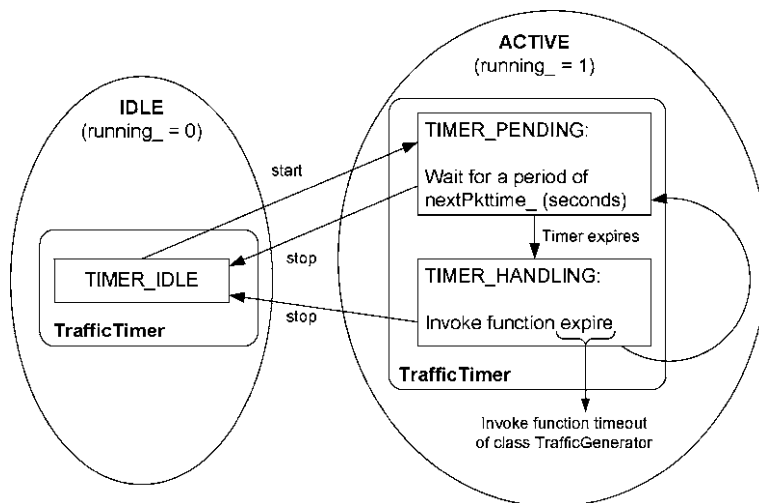 ACTIVE
(running_ = 1)
IDLE
(running_ = 0)
TIMER_PENDING:
Wait for a period of
nextPkttime_ (seconds)
start
Timer expires
stop
TIMER_IDLE
TIMER_HANDLING:
stop
Invoke function expire
TrafficTimer
TrafficTimer
Invoke function timeout
of class TrafficGenerator